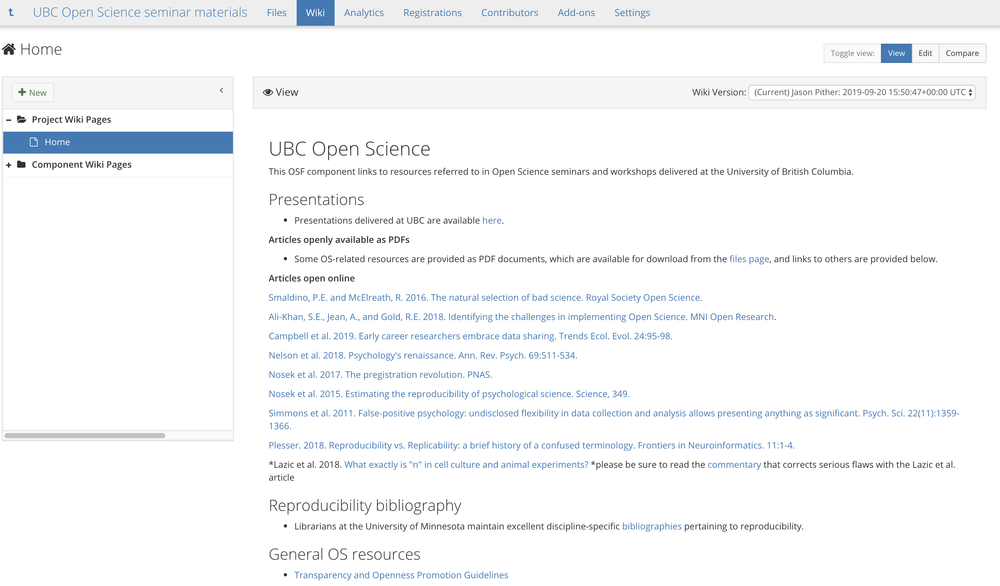 UBC Open Science seminar materials Files Wiki Analytics Registrations Contributors Add-ons Settings
Home
Toggle view: View Edit Compare
New
View
Wiki Version: (Current) Jason Pither: 2019-09-20 15:50:47+00:00 UTC
Project Wiki Pages
Home
Component Wiki Pages
UBC Open Science
This OSF component links to resources referred to in Open Science seminars and workshops delivered at the University of British Columbia.
Presentations
• Presentations delivered at UBC are available here.
Articles openly available as PDFs
• Some OS-related resources are provided as PDF documents, which are available for download from the files page, and links to others are provided below.
Articles open online
Smaldino, P.E. and McElreath, R. 2016. The natural selection of bad science. Royal Society Open Science.
Ali-Khan, S.E., Jean, A., and Gold, R.E. 2018. Identifying the challenges in implementing Open Science. MNI Open Research.
Campbell et al. 2019. Early career researchers embrace data sharing. Trends Ecol. Evol. 24:95-98.
Nelson et al. 2018. Psychology's renaissance. Ann. Rev. Psych. 69:511-534.
Nosek et al. 2017. The pregistration revolution. PNAS.
Nosek et al. 2015. Estimating the reproducibility of psychological science. Science, 349.
Simmons et al. 2011. False-positive psychology: undisclosed flexibility in data collection and analysis allows presenting anything as significant. Psych. Sci. 22(11):1359-
1366.
Plesser. 2018. Reproducibility vs. Replicability: a brief history of a confused terminology. Frontiers in Neuroinformatics. 11:1-4.
*Lazic et al. 2018. What exactly is "n" in cell culture and animal experiments? *please be sure to read the commentary that corrects serious flaws with the Lazic et al.
article
Reproducibility bibliography
• Librarians at the University of Minnesota maintain excellent discipline-specific bibliographies pertaining to reproducibility.
General OS resources
• Transparency and Openness Promotion Guidelines